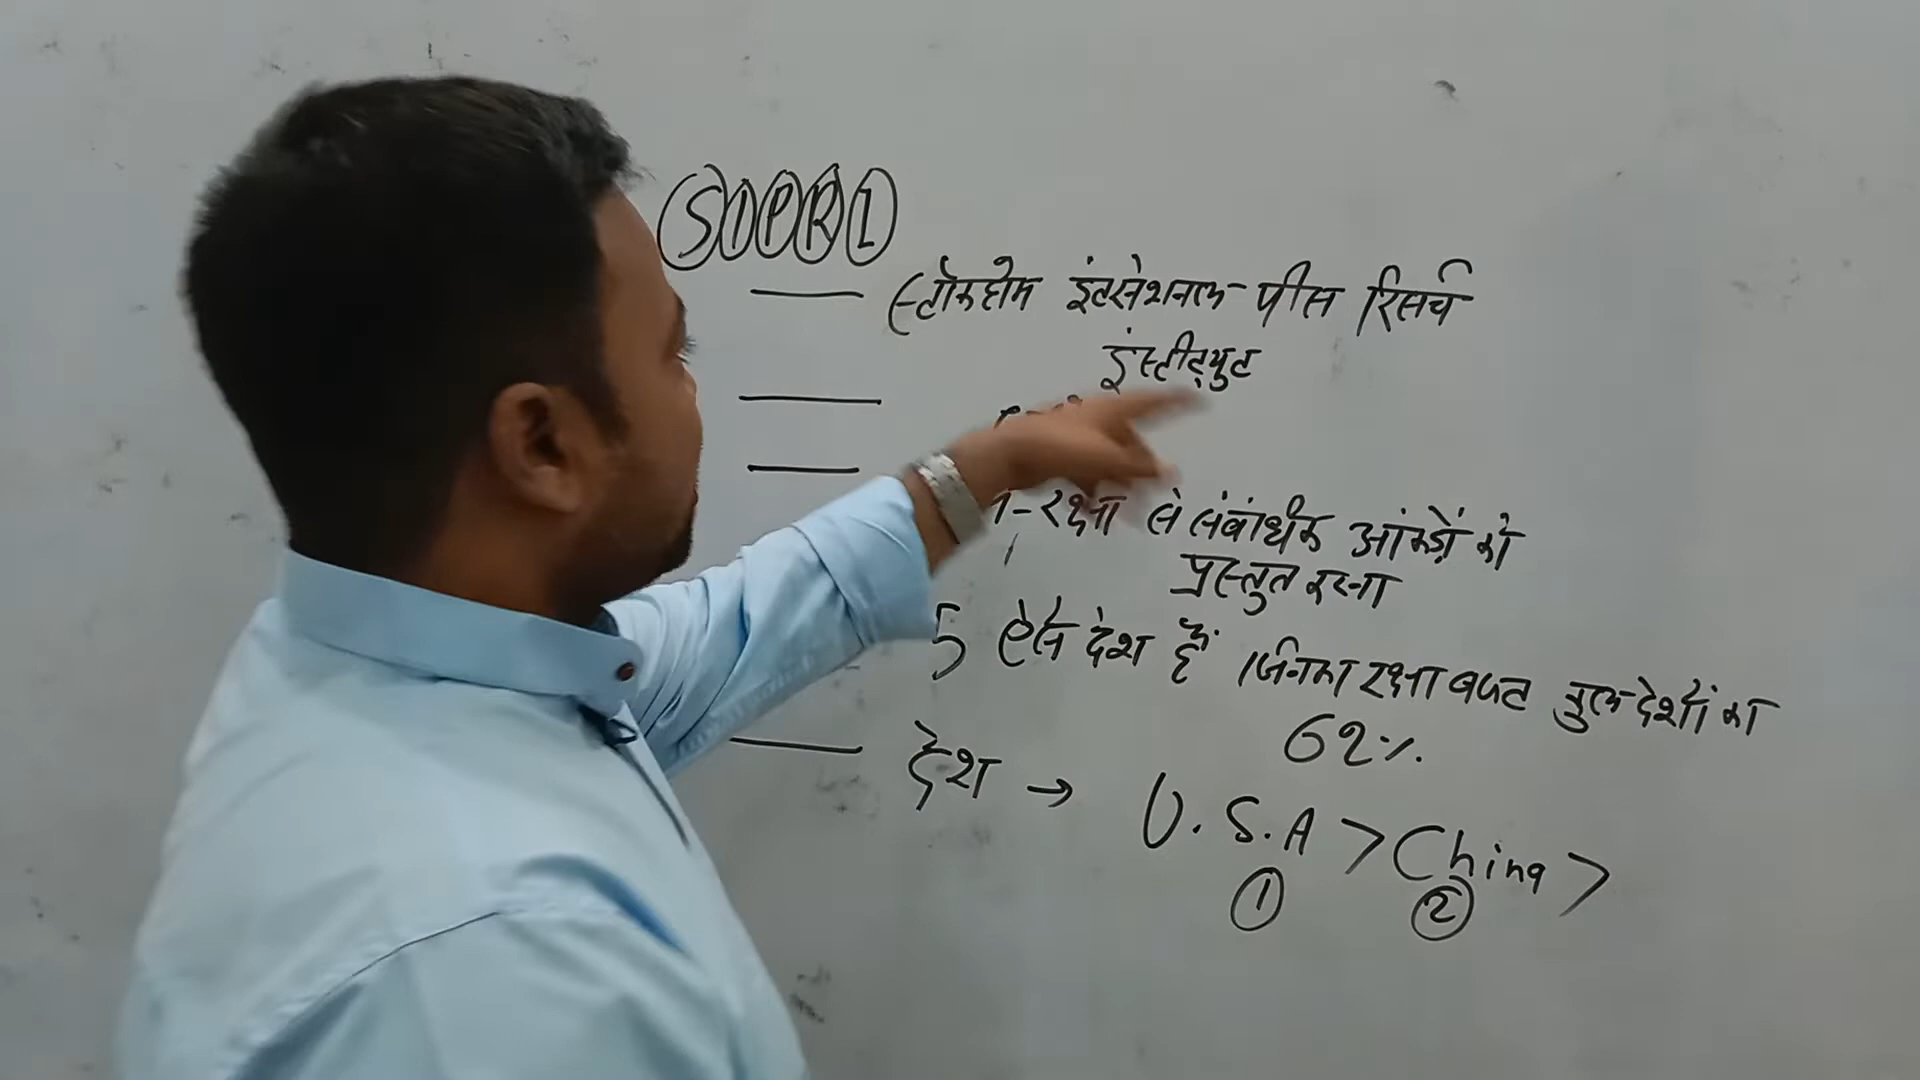 SIPRI
स्टॉकहोम इंटरनेशनल पीस रिसर्च
इंस्टीट्युट
रक्षा से संबंधित आंकड़ों को
प्रस्तुत करना
5 ऐसे देश हैं जिनका रक्षा बजट कुल देशों का
62%.
देश → U.S.A > China >
① ②